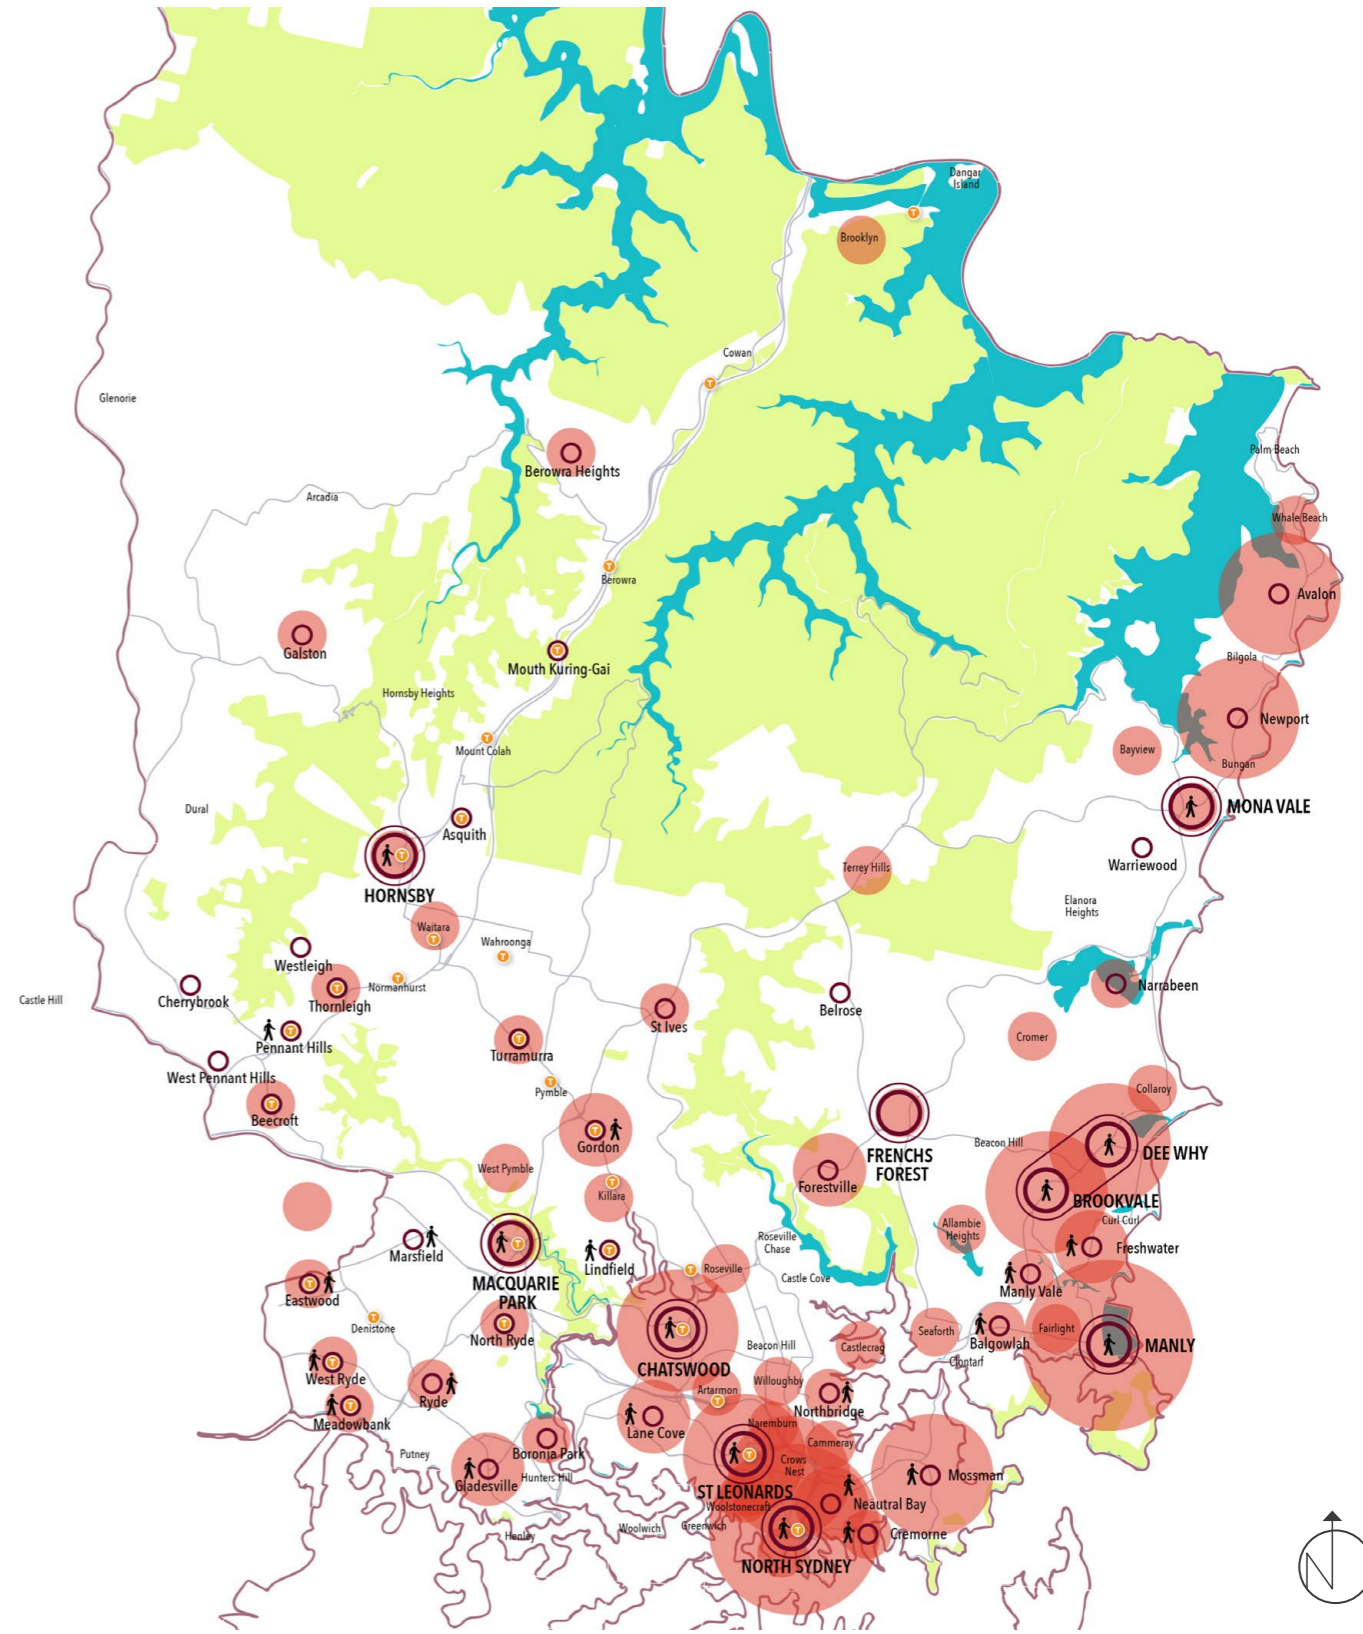 Dangar
Island
Brooklyn
Cowan
Glenorie
Palm Beach
Berowra Heights
Arcadia
Whale Beach
Berowra
Avalon
Galston
Bilgola
Mouth Kuring-Gai
Hornsby Heights
Newport
Mount Colah
Bayview
Bungan
MONA VALE
Dural
Asquith
Warriewood
Terrey Hills
HORNSBY
Elanora
Heights
Waitara
Wahroonga
Westleigh
Normanhurst
Narrabeen
Castle Hill
Cherrybrook
Thornleigh
Belrose
St Ives
Cromer
Pennant Hills
Turramurra
West Pennant Hills
Pymble
Collaroy
Beecroft
Gordon
Beacon Hill
DEE WHY
FRENCHS
FOREST
West Pymble
Forestville
Killara
BROOKVALE
Curl Curl
Allambie
Heights
Roseville
Chase
Freshwater
Marsfield
Lindfield
Roseville
Castle Cove
MACQUARIE
PARK
Manly Vale
Eastwood
Denistone
North Ryde
Seaforth
Fairlight
Balgowlah
MANLY
Beacon Hill
Castlecrag
Clontarf
CHATSWOOD
West Ryde
Willoughby
Artarmon
Ryde
Northbridge
Meadowbank
Lane Cove
Naremburn
Cammeray
Putney
Boronia Park
Crows
Nest
Hunters Hill
Mossman
Gladesville
ST LEONARDS
Woolstonecraft
Neautral Bay
Woolwich
Greenwich
Henley
Cremorne
NORTH SYDNEY
N